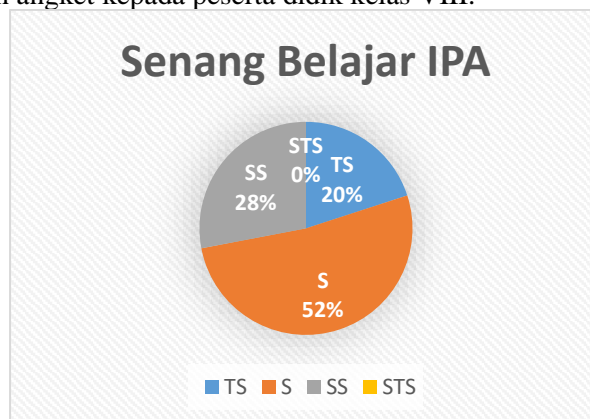 angket kepada peserta didik kelas VIII.
Senang Belajar IPA
STS
0%
TS
20%
SS
28%
S
52%
TS S SS STS